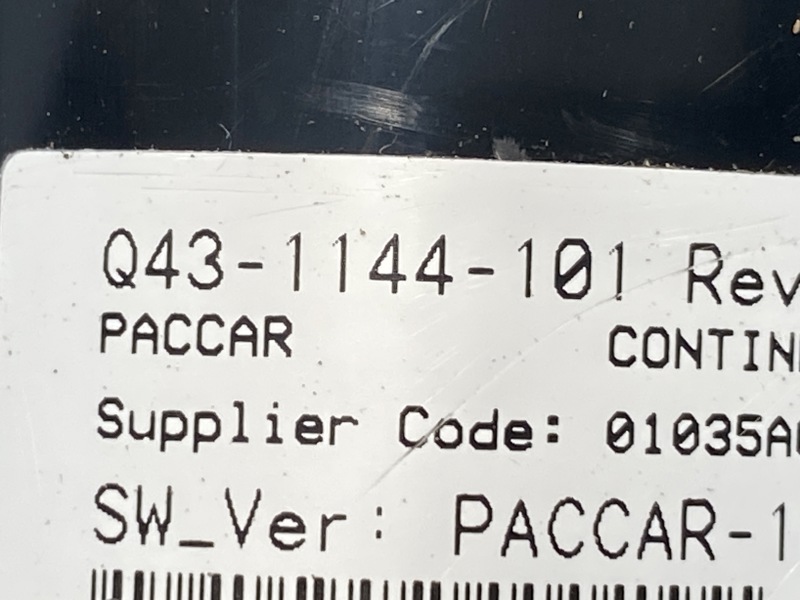 Q43-1144-101 Rev
PACCAR CONTIN
Supplier Code: 01035A
SW_Ver: PACCAR-1